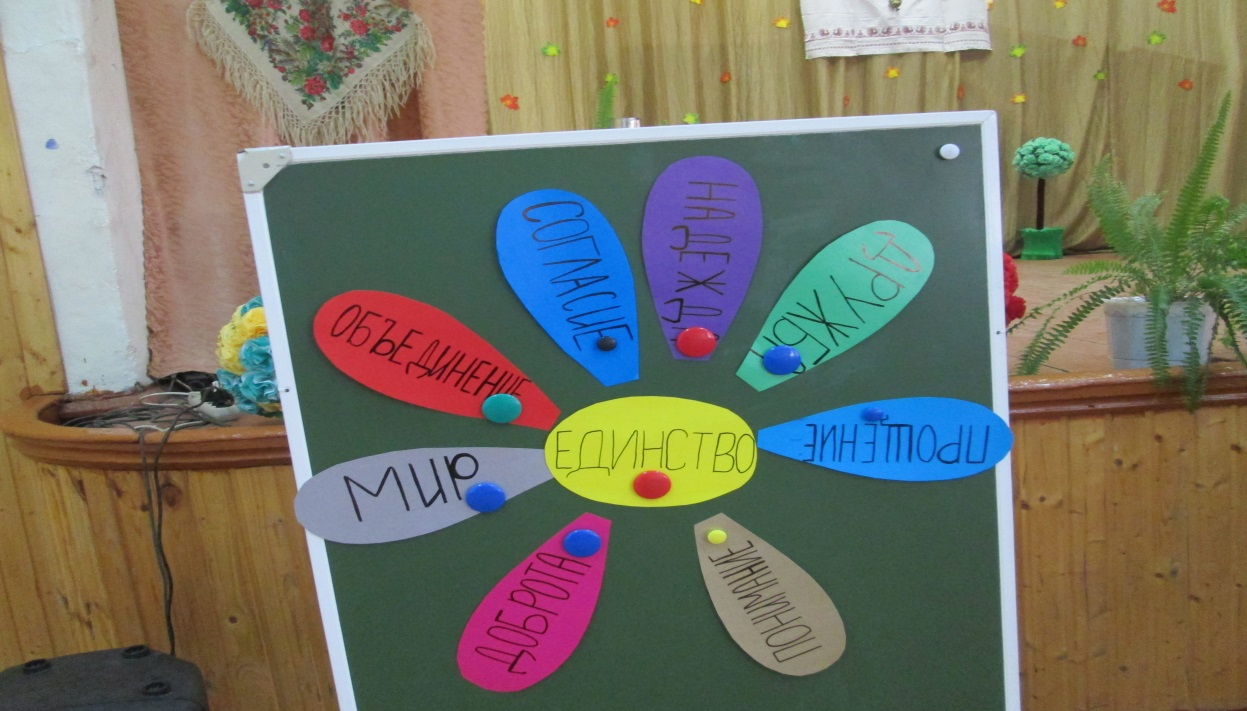 СОГЛАСИЕ
НАДЕЖДА
ДРУЖБА
ОБЪЕДИНЕНИЕ
ЕДИНСТВО
ПРОЩЕНИЕ
МИР
ДОБРОТА
ПОНИМАНИЕ